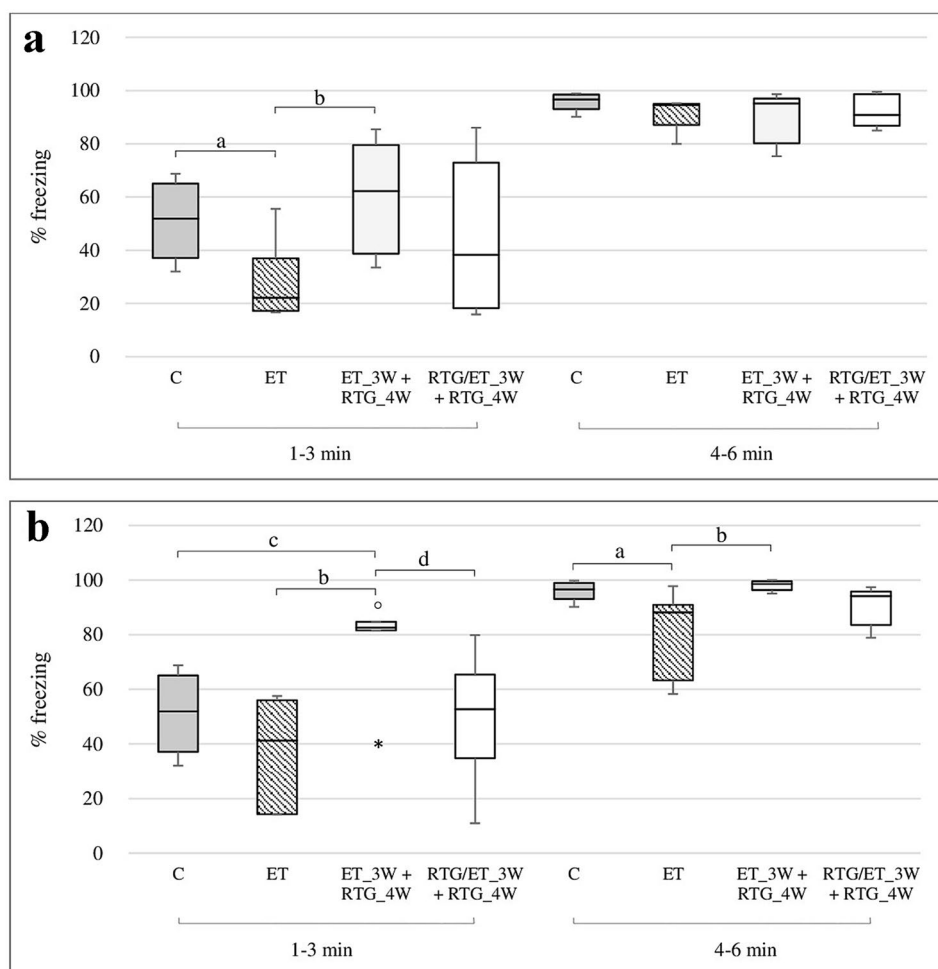 a
120
100
80
60
40
20
0
% freezing
a
b
C
ET
ET_3W +
RTG_4W
RTG/ET_3W
+ RTG_4W
C
ET
ET_3W +
RTG_4W
RTG/ET_3W
+ RTG_4W
1-3 min
4-6 min
b
120
100
80
60
40
20
0
% freezing
c
b
d
a
b
*
C
ET
ET_3W +
RTG_4W
RTG/ET_3W
+ RTG_4W
C
ET
ET_3W +
RTG_4W
RTG/ET_3W
+ RTG_4W
1-3 min
4-6 min